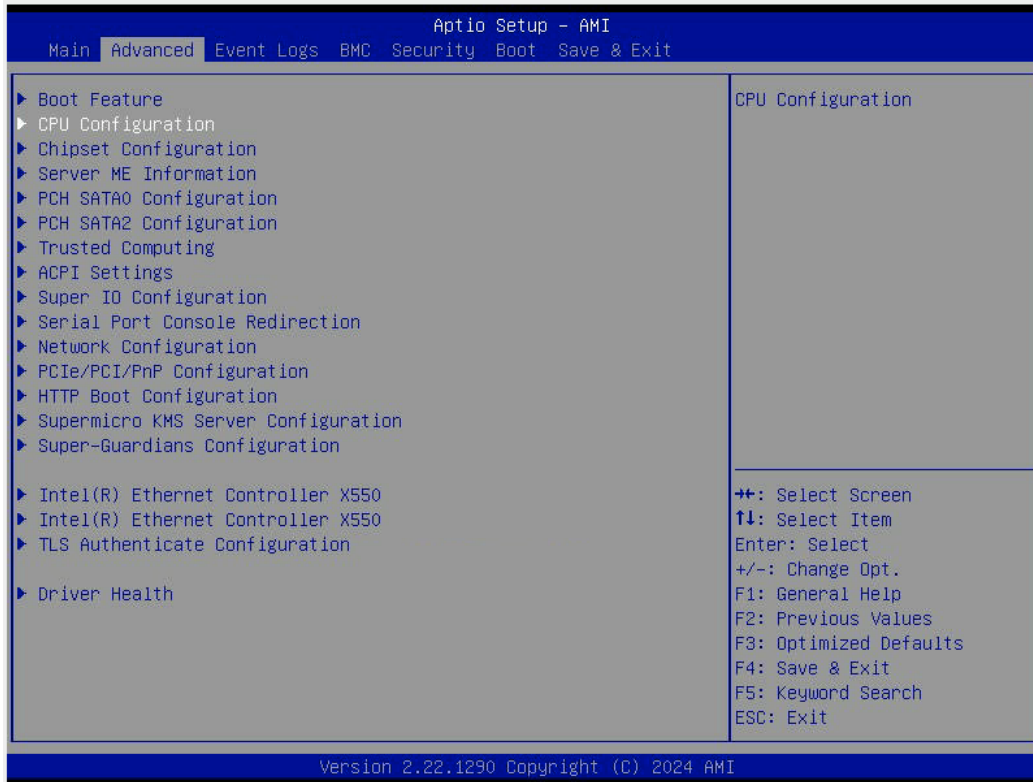 Aptio Setup – AMI
Main Advanced Event Logs BMC Security Boot Save & Exit
▶ Boot Feature
▶ CPU Configuration
▶ Chipset Configuration
▶ Server ME Information
▶ PCH SATA0 Configuration
▶ PCH SATA2 Configuration
▶ Trusted Computing
▶ ACPI Settings
▶ Super IO Configuration
▶ Serial Port Console Redirection
▶ Network Configuration
▶ PCIe/PCI/PnP Configuration
▶ HTTP Boot Configuration
▶ Supermicro KMS Server Configuration
▶ Super-Guardians Configuration
▶ Intel(R) Ethernet Controller X550
▶ Intel(R) Ethernet Controller X550
▶ TLS Authenticate Configuration
▶ Driver Health
CPU Configuration
→←: Select Screen
↑↓: Select Item
Enter: Select
+/-: Change Opt.
F1: General Help
F2: Previous Values
F3: Optimized Defaults
F4: Save & Exit
F5: Keyword Search
ESC: Exit
Version 2.22.1290 Copyright (C) 2024 AMI